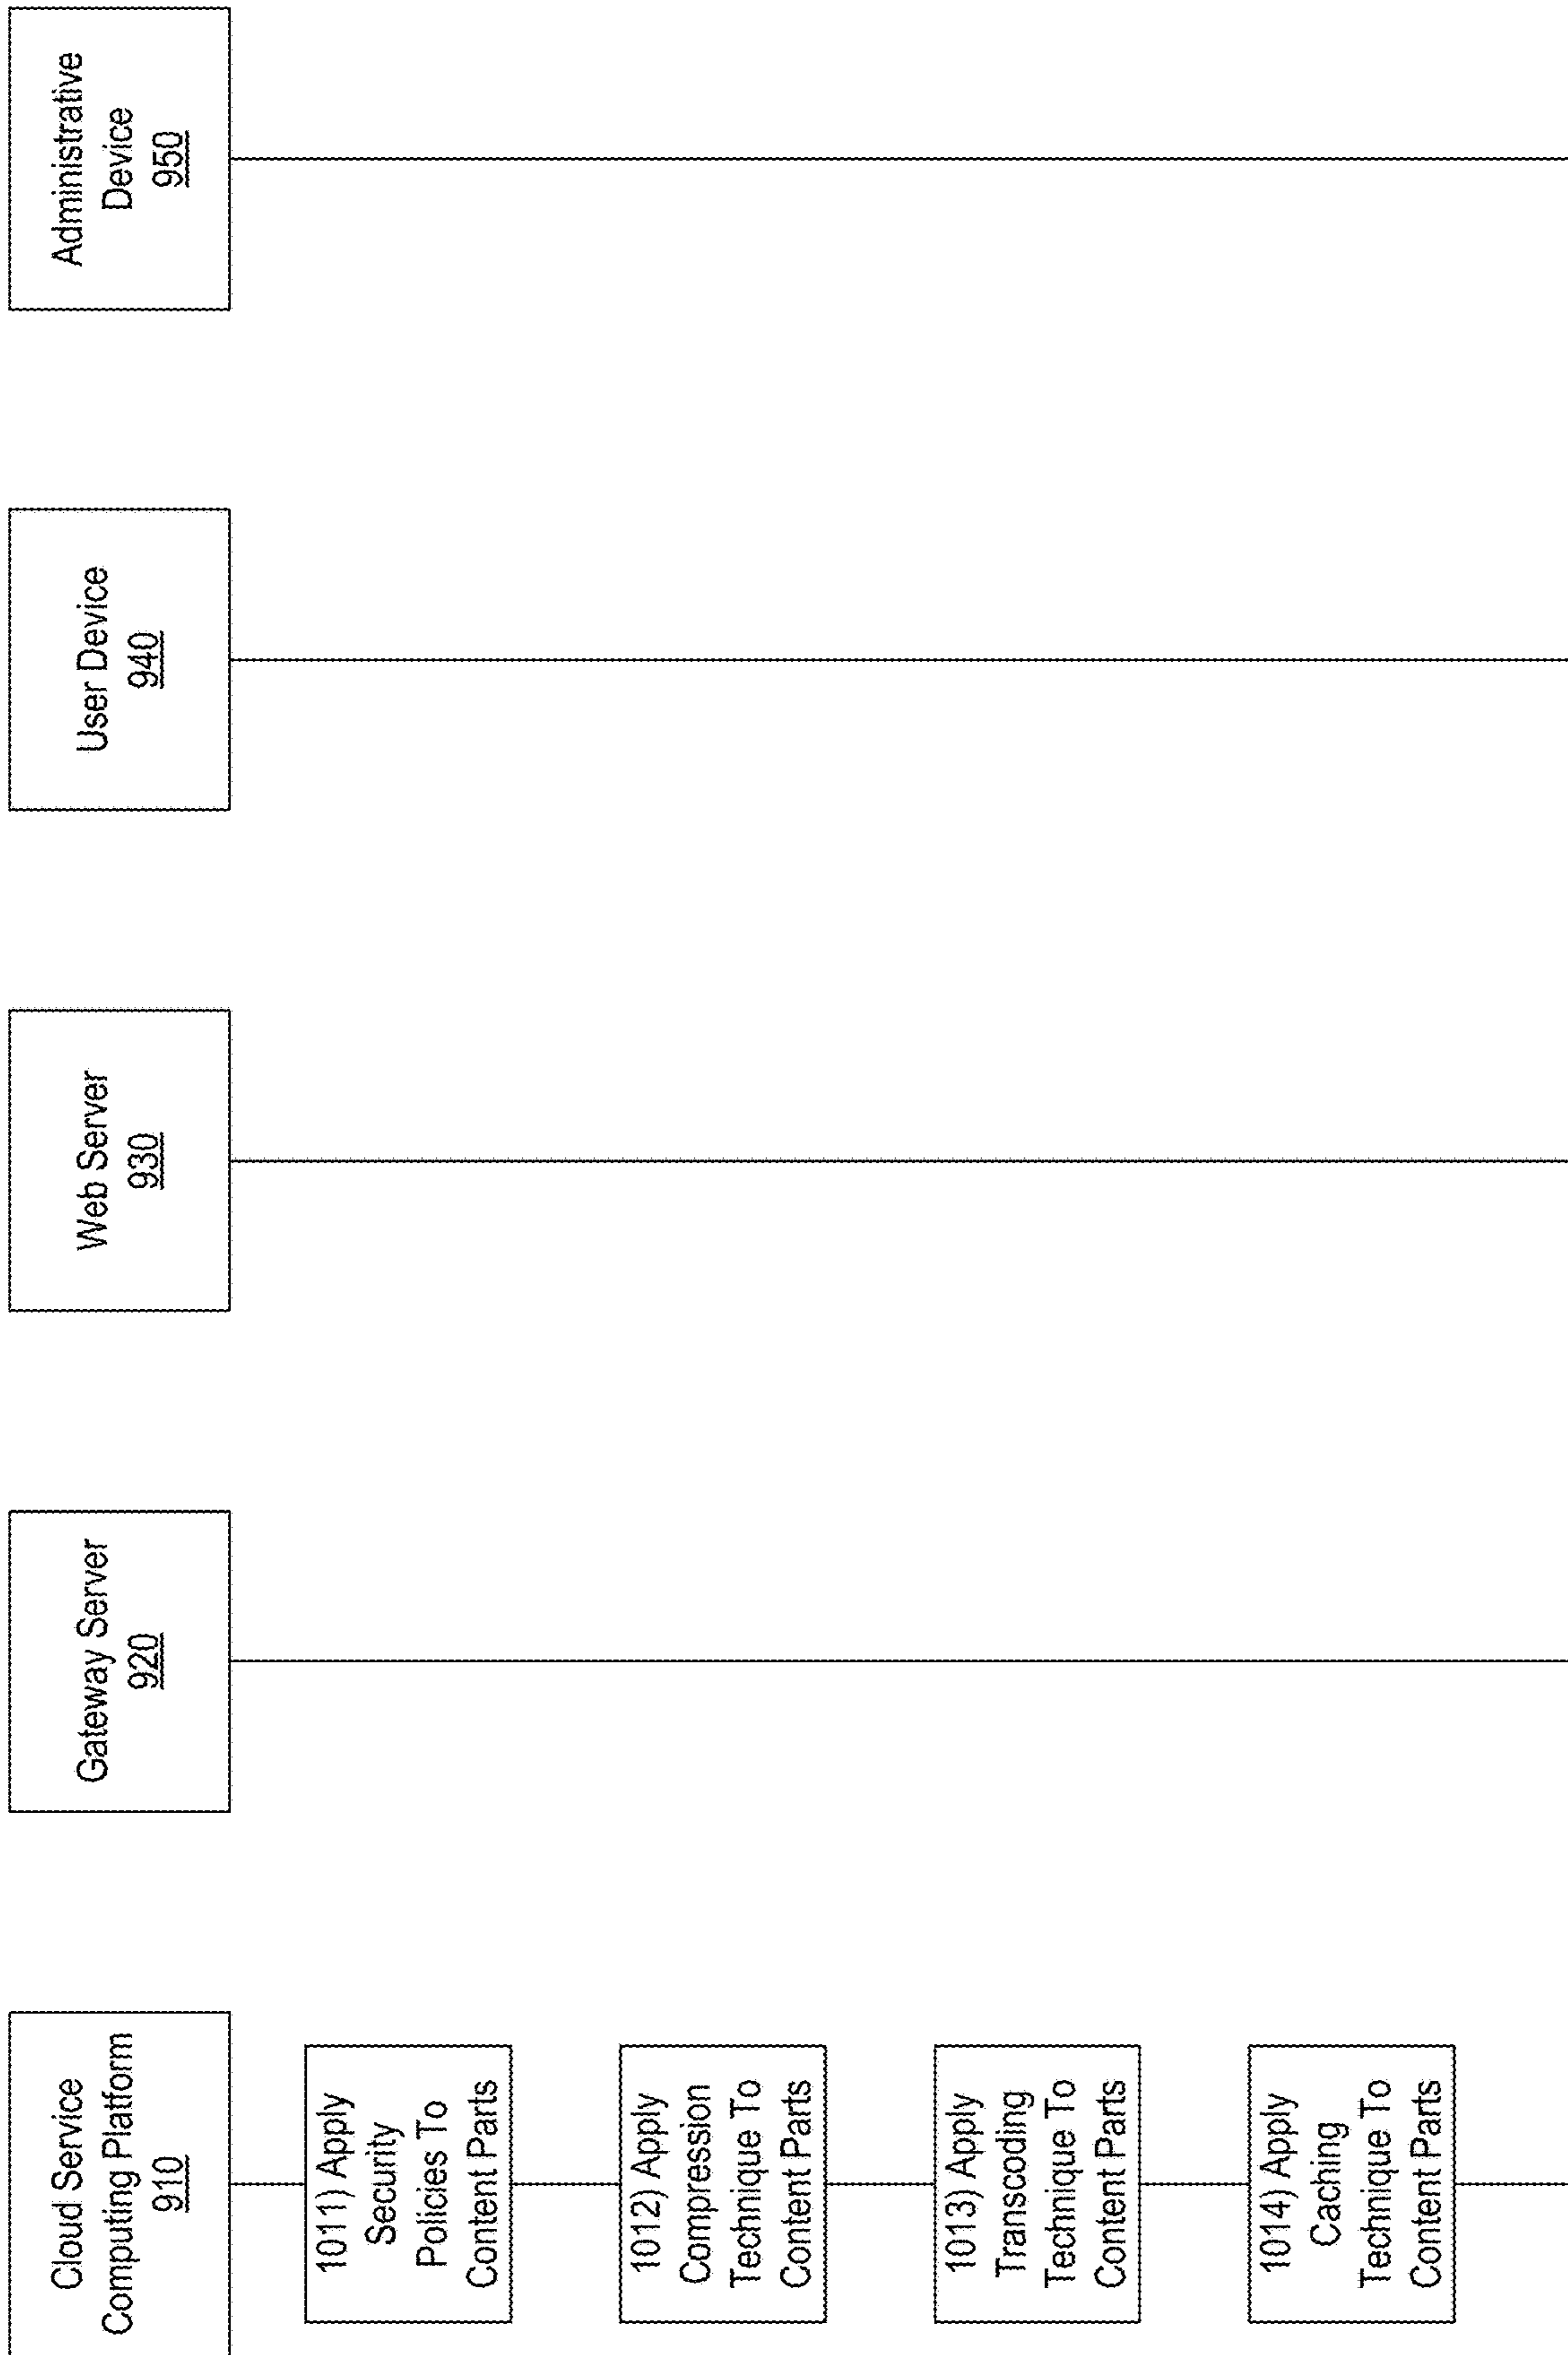 Cloud Service
Computing Platform
910
Gateway Server
920
Web Server
930
User Device
940
Administrative
Device
950
1011) Apply
Security
Policies To
Content Parts
1012) Apply
Compression
Technique To
Content Parts
1013) Apply
Transcoding
Technique To
Content Parts
1014) Apply
Caching
Technique To
Content Parts